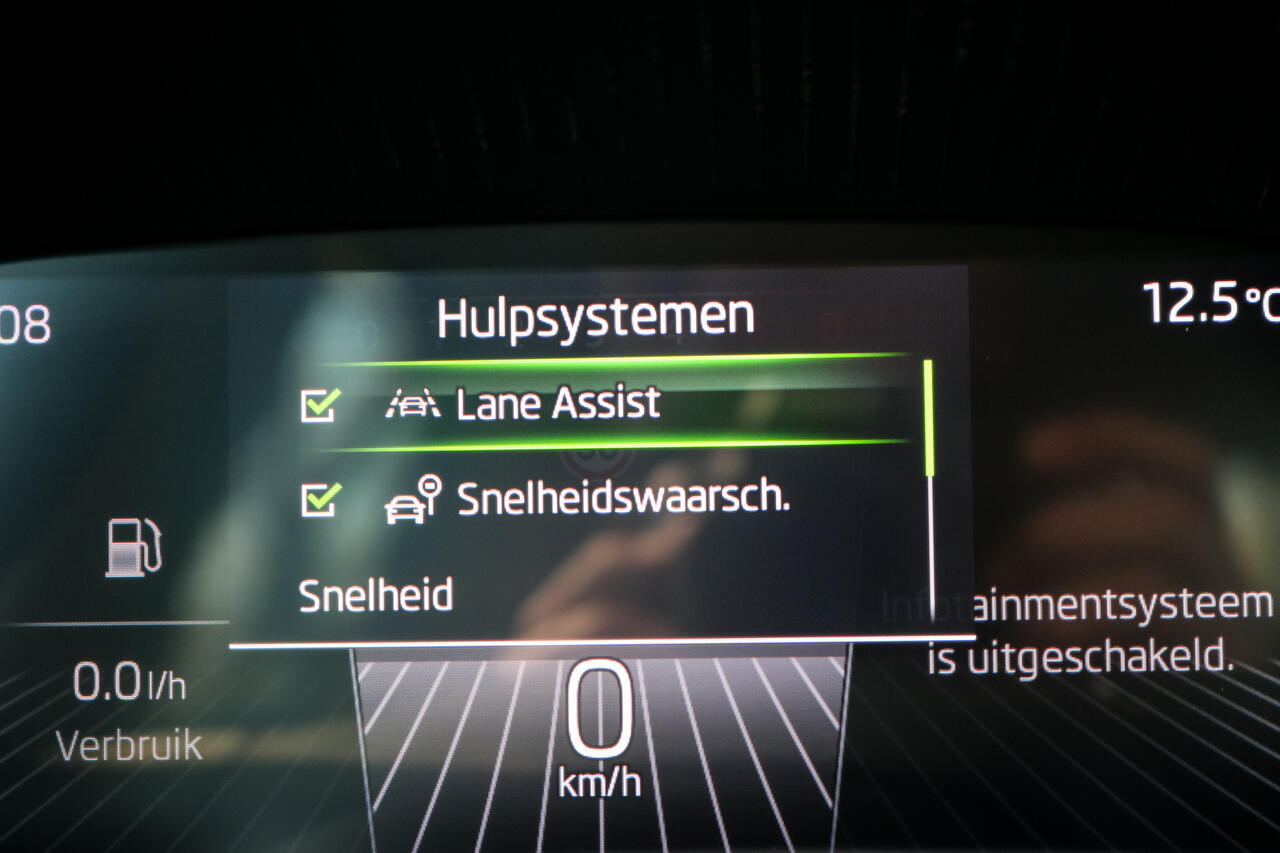 08
Hulpsystemen
12.5°C
Lane Assist
Snelheidswaarsch.
Snelheid
Infotainmentsysteem
is uitgeschakeld.
0.0 l/h
Verbruik
0
km/h